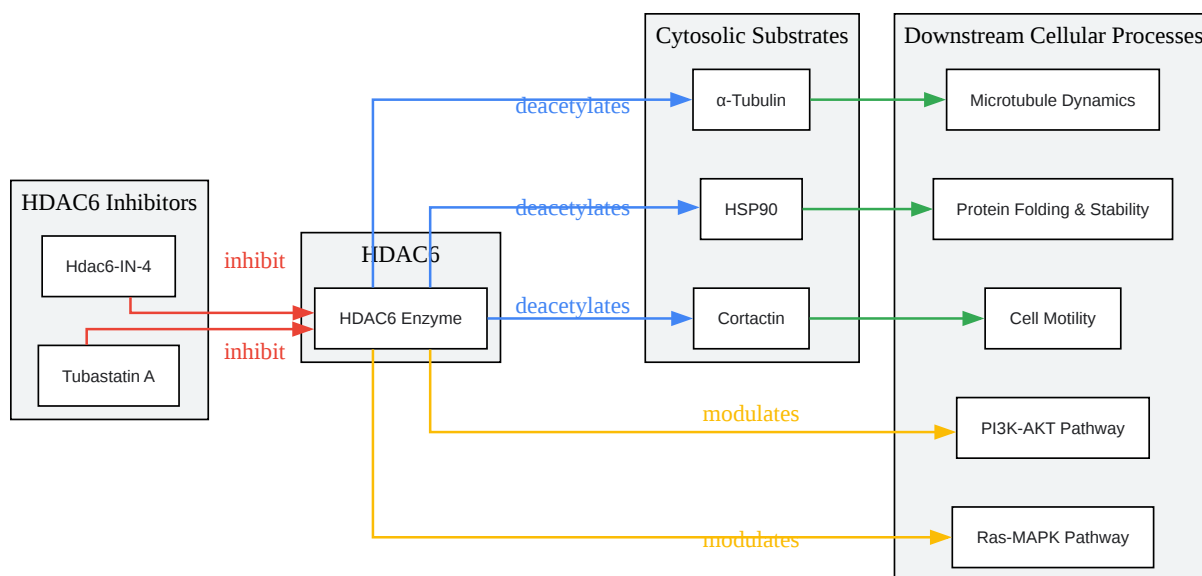 HDAC6 Inhibitors
Hdac6-IN-4
Tubastatin A
inhibit
inhibit
HDAC6
HDAC6 Enzyme
deacetylates
deacetylates
deacetylates
modulates
modulates
Cytosolic Substrates
α-Tubulin
HSP90
Cortactin
Downstream Cellular Processes
Microtubule Dynamics
Protein Folding & Stability
Cell Motility
PI3K-AKT Pathway
Ras-MAPK Pathway